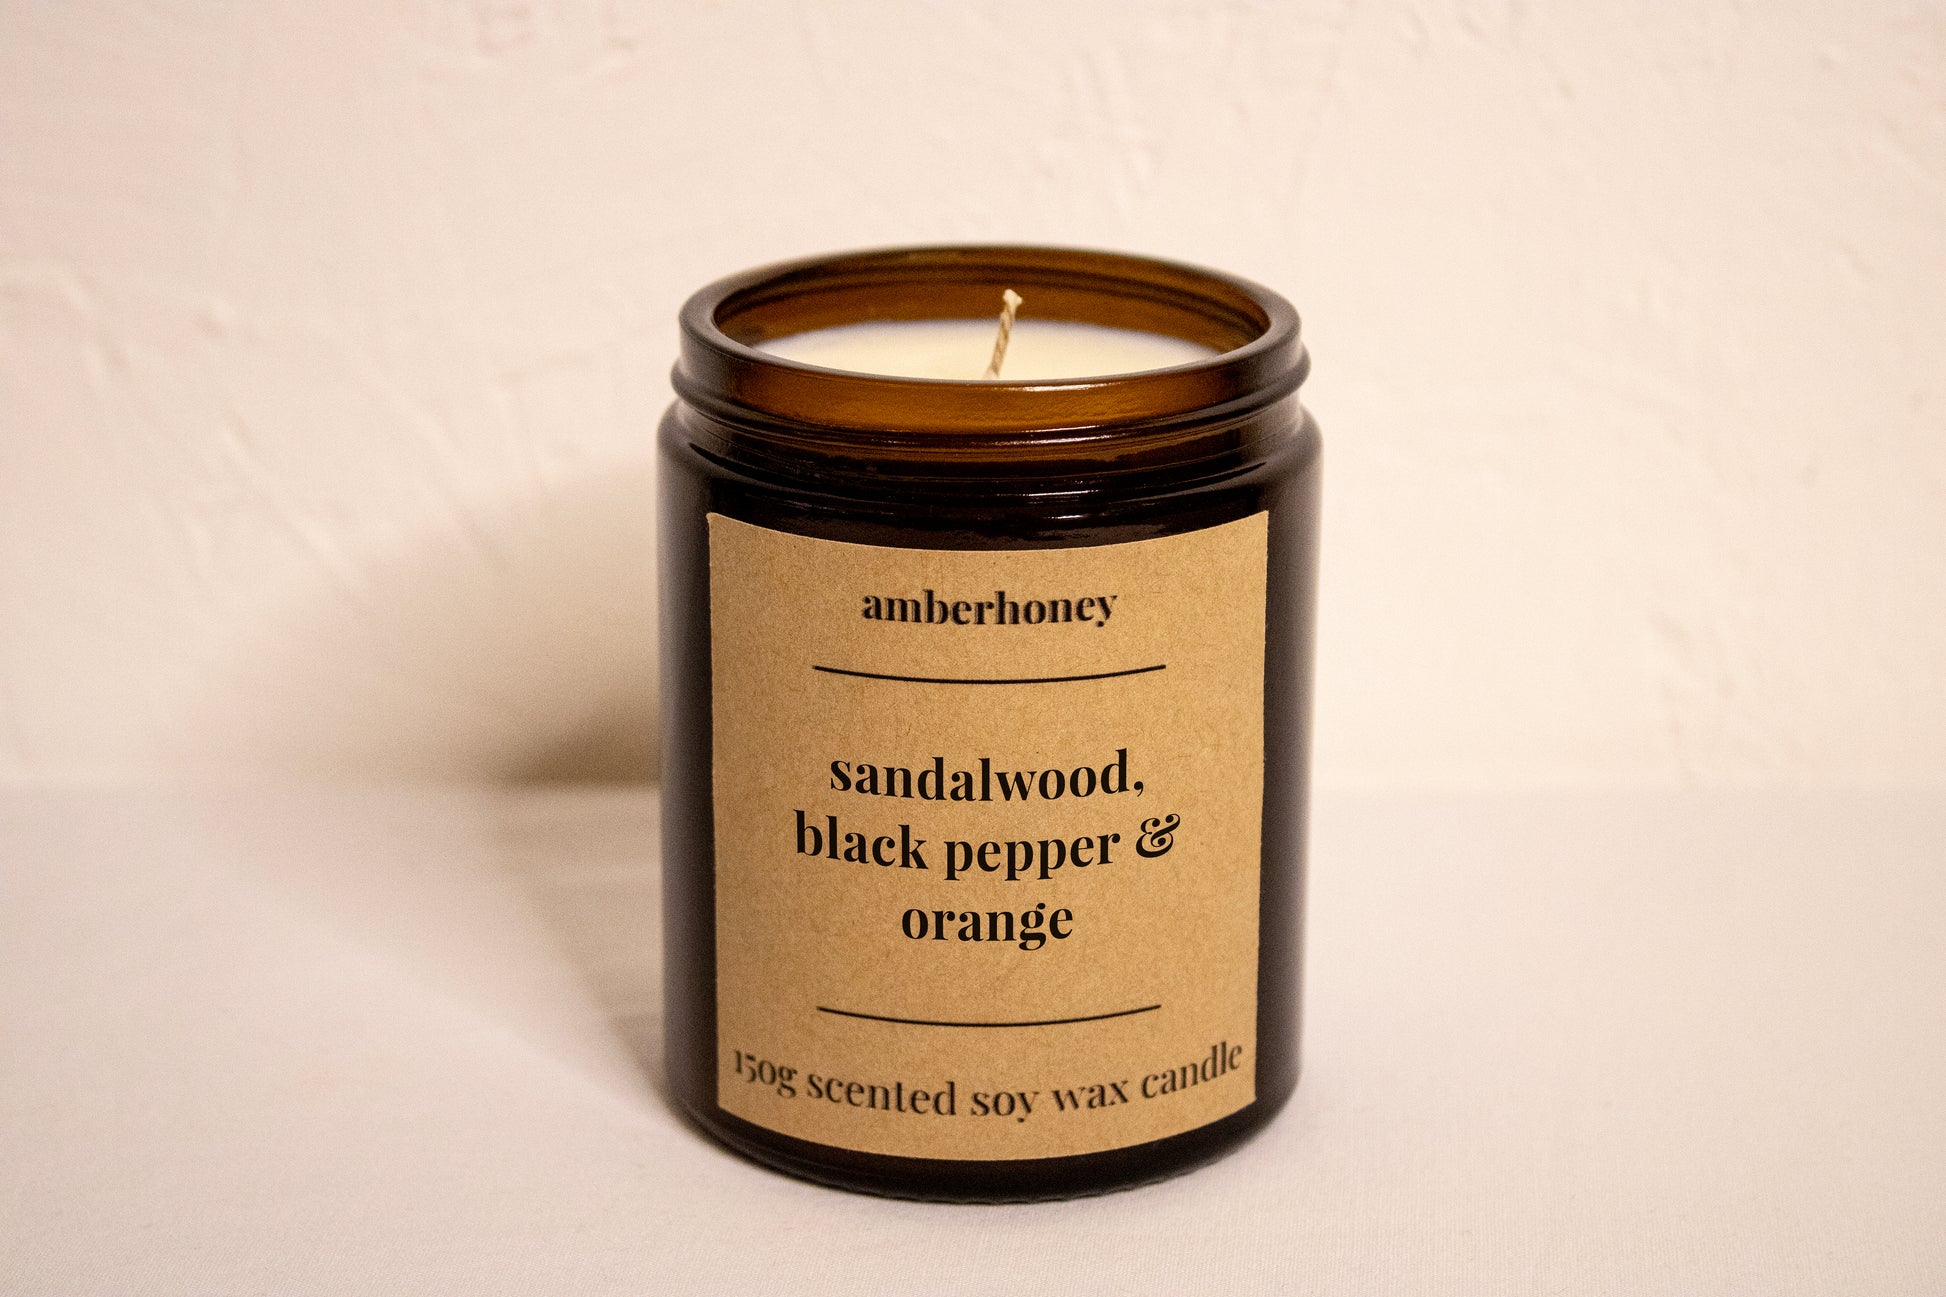 amberhoney
sandalwood,
black pepper &
orange
150g scented soy wax candle